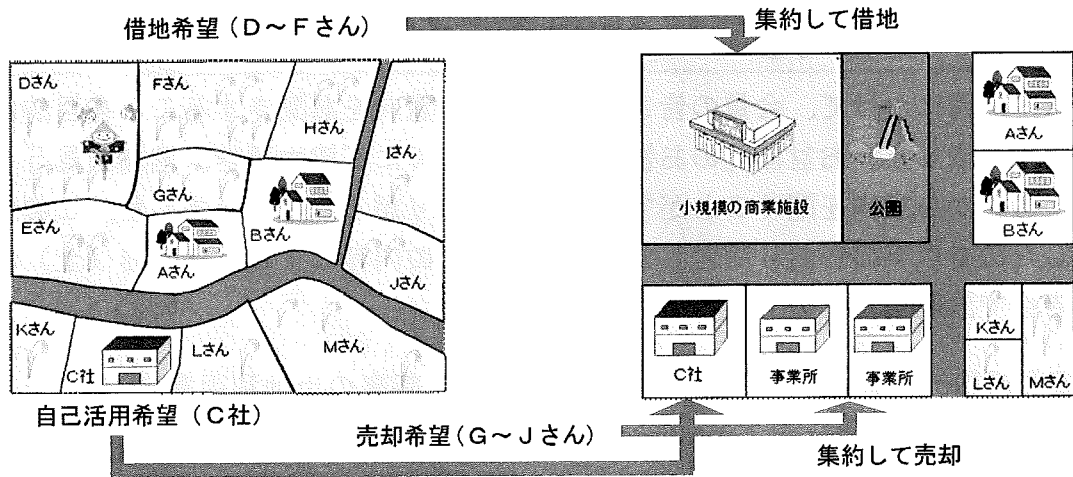 借地希望（D～Fさん）
集約して借地
Dさん
Fさん
Hさん
Iさん
Gさん
Eさん
Bさん
Aさん
Jさん
Kさん
C社
Lさん
Mさん
小規模の商業施設
公園
Aさん
Bさん
C社
事業所
事業所
Kさん
Lさん
Mさん
自己活用希望（C社）
売却希望（G～Jさん）
集約して売却